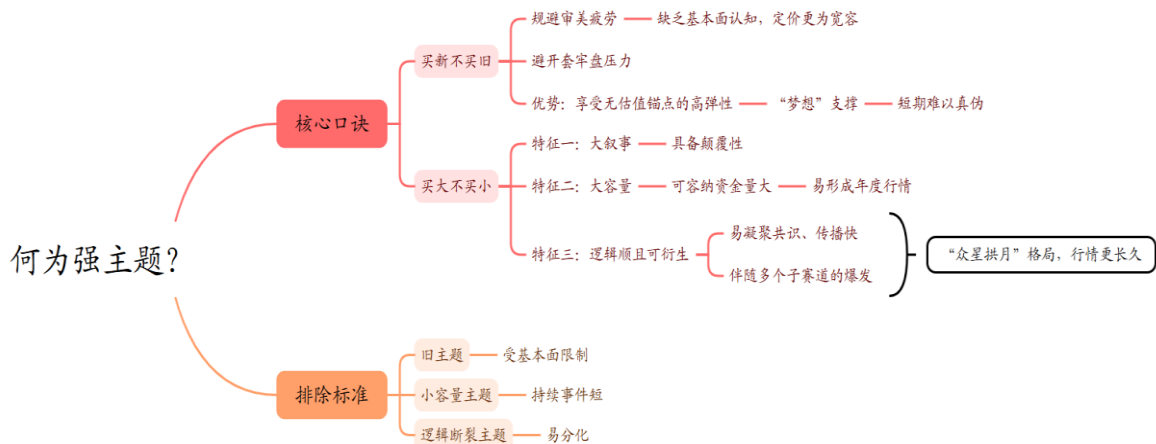 何为强主题?
核心口诀
买新不买旧
规避审美疲劳
缺乏基本面认知，定价更为宽容
避开套牢盘压力
优势：享受无估值锚点的高弹性
“梦想”支撑
短期难以真伪
买大不买小
特征一：大叙事
具备颠覆性
特征二：大容量
可容纳资金量大
易形成年度行情
特征三：逻辑顺且可衍生
易凝聚共识、传播快
伴随多个子赛道的爆发
“众星拱月”格局，行情更长久
排除标准
旧主题
受基本面限制
小容量主题
持续事件短
逻辑断裂主题
易分化